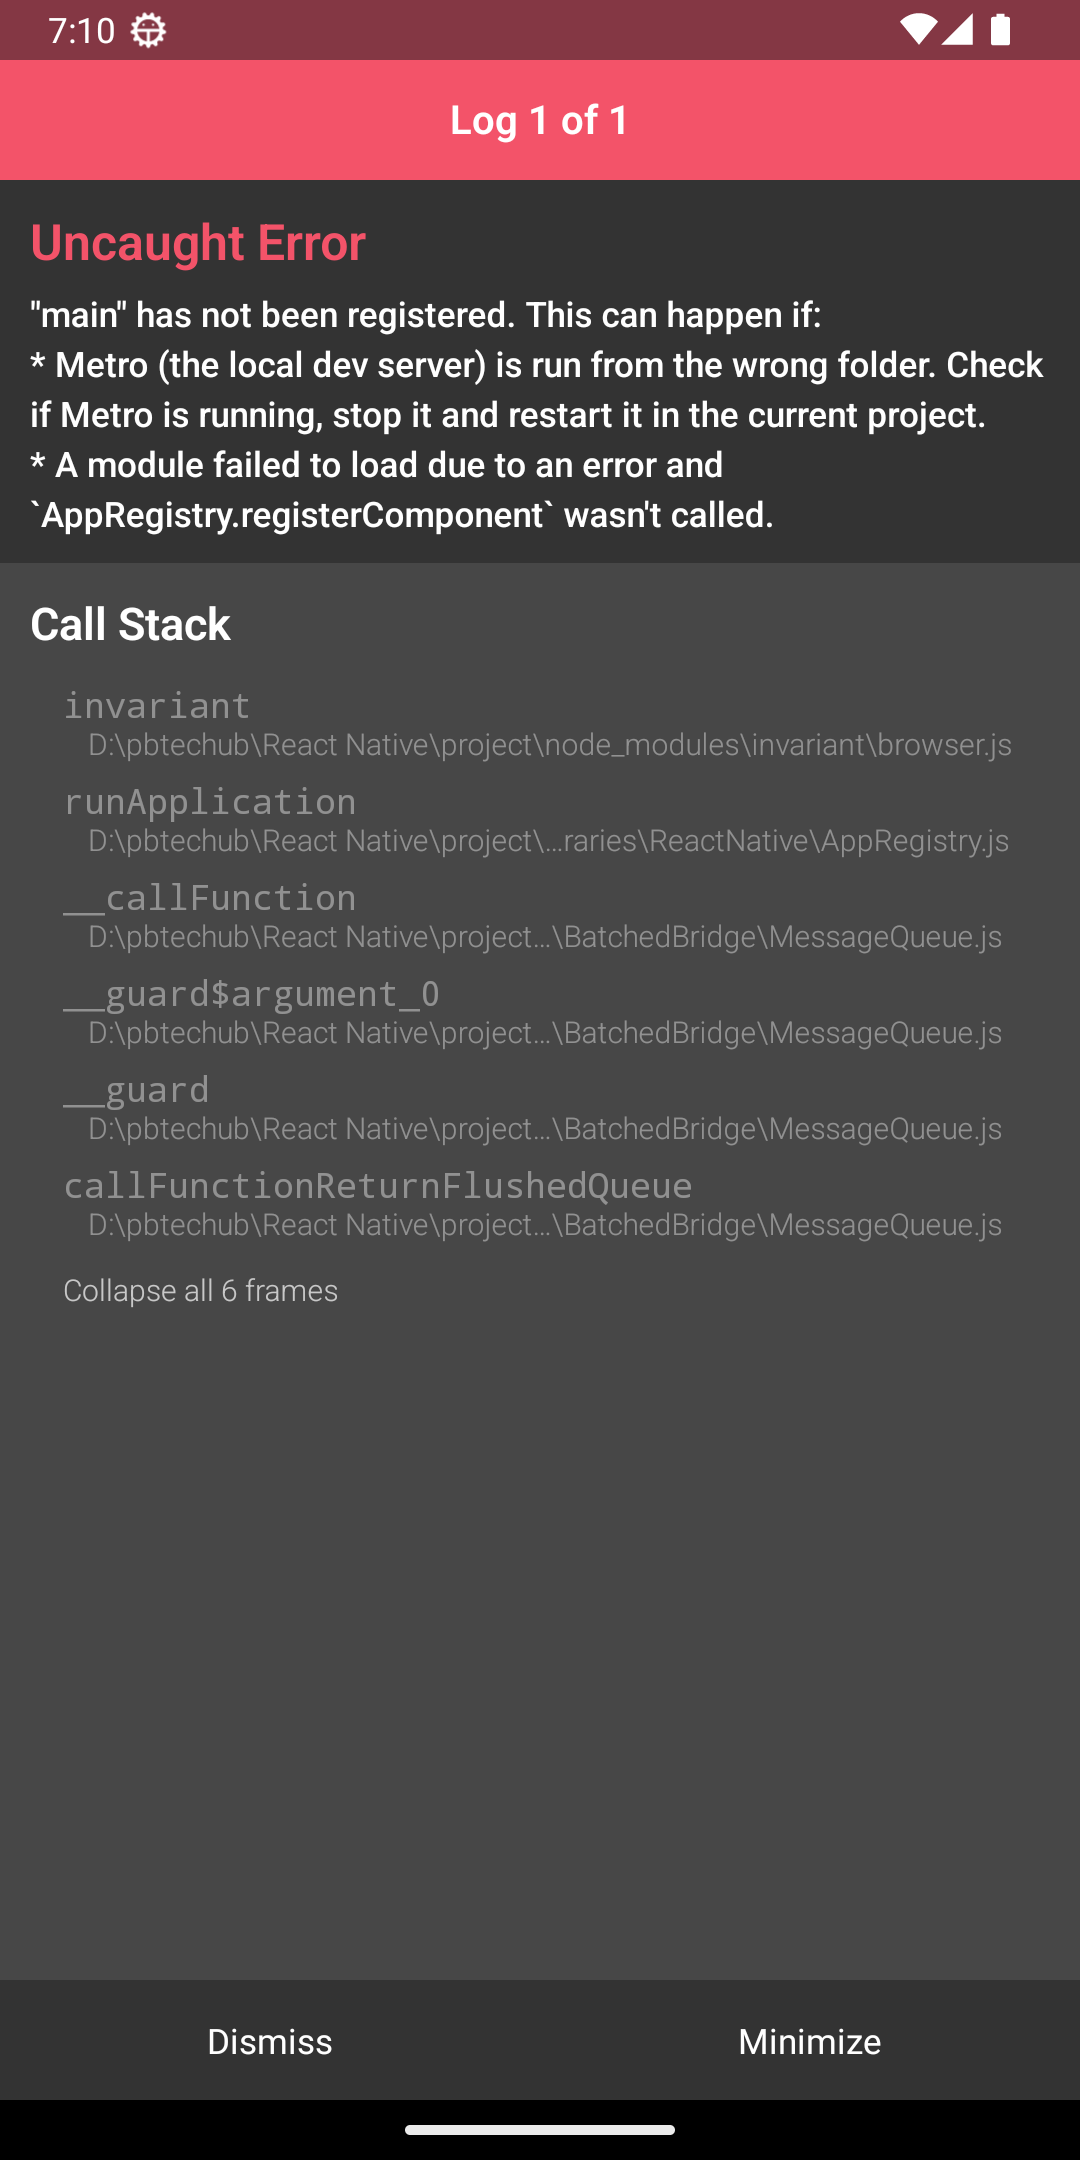 7:10
Log 1 of 1
Uncaught Error
"main" has not been registered. This can happen if:
* Metro (the local dev server) is run from the wrong folder. Check
if Metro is running, stop it and restart it in the current project.
* A module failed to load due to an error and
`AppRegistry.registerComponent` wasn't called.
Call Stack
invariant
D:\pbtechub\React Native\project\node_modules\invariant\browser.js
runApplication
D:\pbtechub\React Native\project\...raries\ReactNative\AppRegistry.js
__callFunction
D:\pbtechub\React Native\project...\BatchedBridge\MessageQueue.js
__guard$argument_0
D:\pbtechub\React Native\project...\BatchedBridge\MessageQueue.js
__guard
D:\pbtechub\React Native\project...\BatchedBridge\MessageQueue.js
callFunctionReturnFlushedQueue
D:\pbtechub\React Native\project...\BatchedBridge\MessageQueue.js
Collapse all 6 frames
Dismiss
Minimize